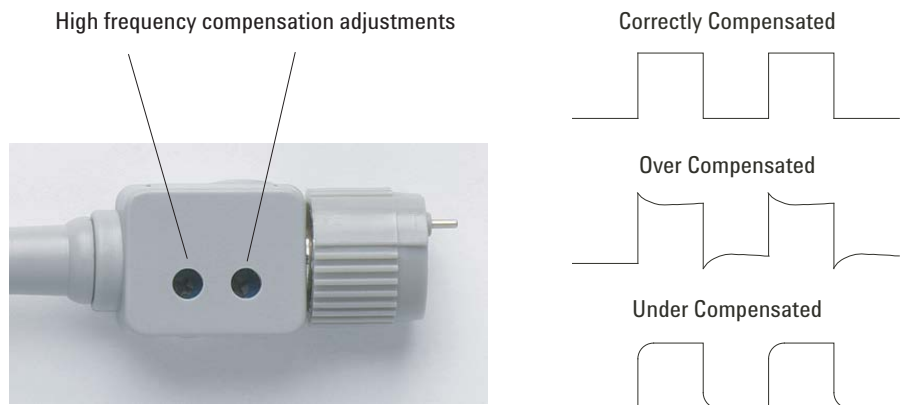 High frequency compensation adjustments
Correctly Compensated
Over Compensated
Under Compensated